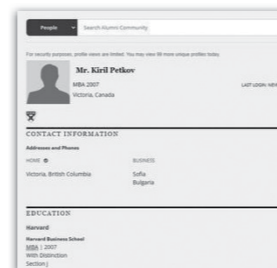 People
Search Alumni Community
For security purposes, profile views are limited. You may view 99 more unique profiles today.
Mr. Kiril Petkov
MBA 2007
LAST LOGIN: NEV
Victoria, Canada
CONTACT INFORMATION
Addresses and Phones
HOME
BUSINESS
Victoria, British Columbia
Sofia
Bulgaria
EDUCATION
Harvard
Harvard Business School
MBA | 2007
With Distinction
Section J